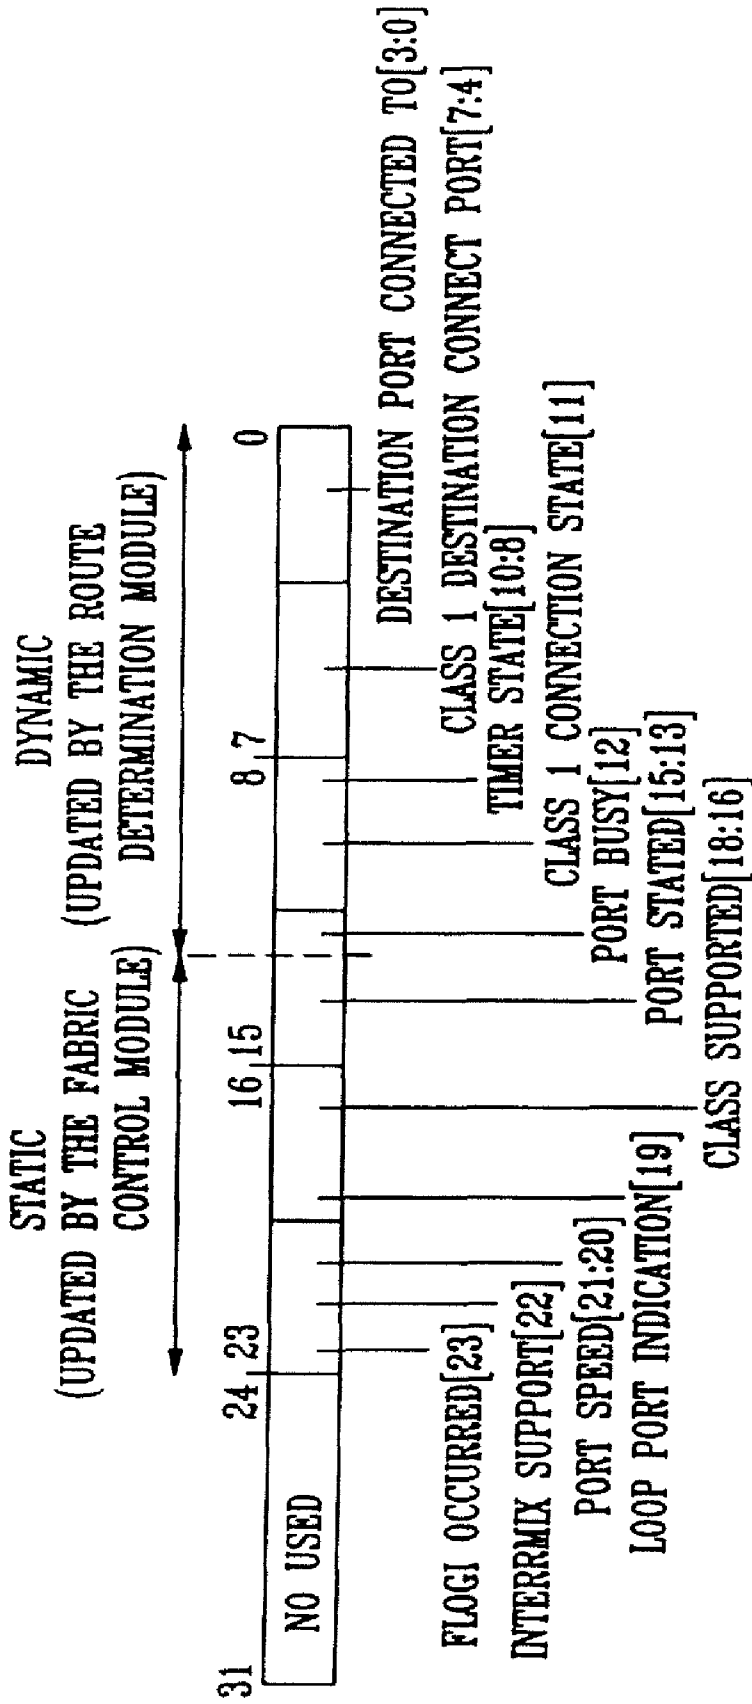 STATIC
(UPDATED BY THE FABRIC
CONTROL MODULE)
DYNAMIC
(UPDATED BY THE ROUTE
DETERMINATION MODULE)
31
24 23
16 15
8 7
0
NO USED
FLOGI OCCURRED[23]
INTERRMIX SUPPORT[22]
PORT SPEED[21:20]
LOOP PORT INDICATION[19]
CLASS SUPPORTED[18:16]
PORT STATED[15:13]
PORT BUSY[12]
CLASS 1 CONNECTION STATE[11]
TIMER STATE[10:8]
CLASS 1 DESTINATION CONNECT PORT[7:4]
DESTINATION PORT CONNECTED TO[3:0]